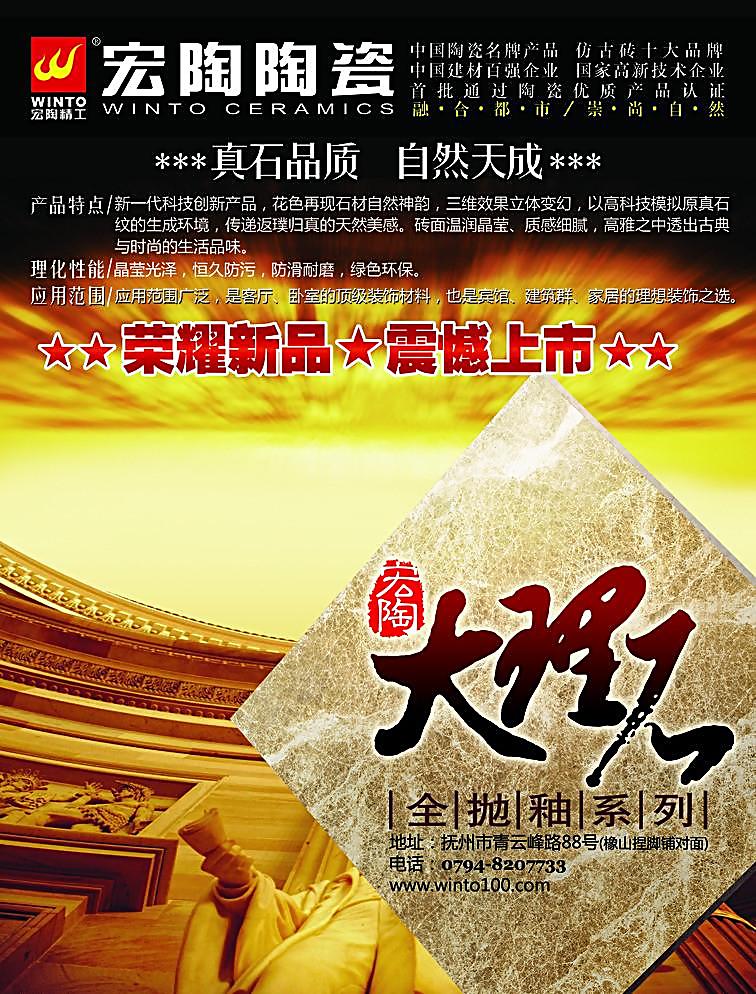 WINTO
宏陶精工
®
宏陶陶瓷
WINTO CERAMICS
中国陶瓷名牌产品 仿古砖十大品牌
中国建材百强企业 国家高新技术企业
首批通过陶瓷优质产品认证
融·合·都·市/崇·尚·自·然
***真石品质 自然天成***
产品特点/新一代科技创新产品，花色再现石材自然神韵，三维效果立体变幻，以高科技模拟原真石
纹的生成环境，传递返璞归真的天然美感。砖面温润晶莹、质感细腻，高雅之中透出古典
与时尚的生活品味。
理化性能/晶莹光泽，恒久防污，防滑耐磨，绿色环保。
应用范围/应用范围广泛，是客厅、卧室的顶级装饰材料，也是宾馆、建筑群、家居的理想装饰之选。
★★荣耀新品★震憾上市★★
宏陶
大理石
|全|抛|釉|系|列|
地址：抚州市青云峰路88号(橡山捏脚铺对面)
电话：0794-8207733
www.winto100.com